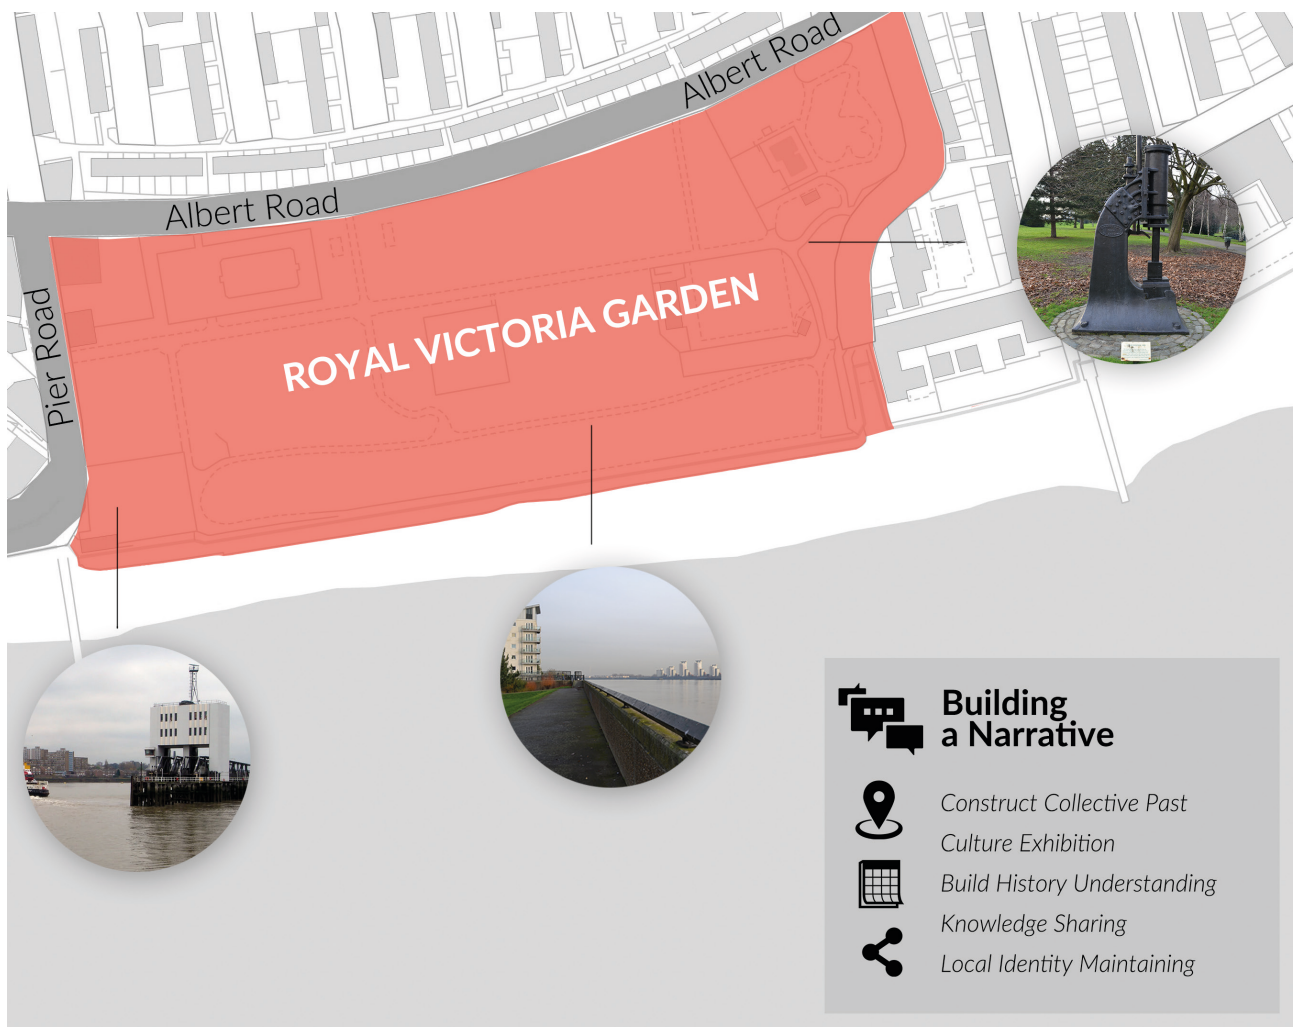 Albert Road
Albert Road
Pier Road
ROYAL VICTORIA GARDEN
Building
a Narrative
Construct Collective Past
Culture Exhibition
Build History Understanding
Knowledge Sharing
Local Identity Maintaining